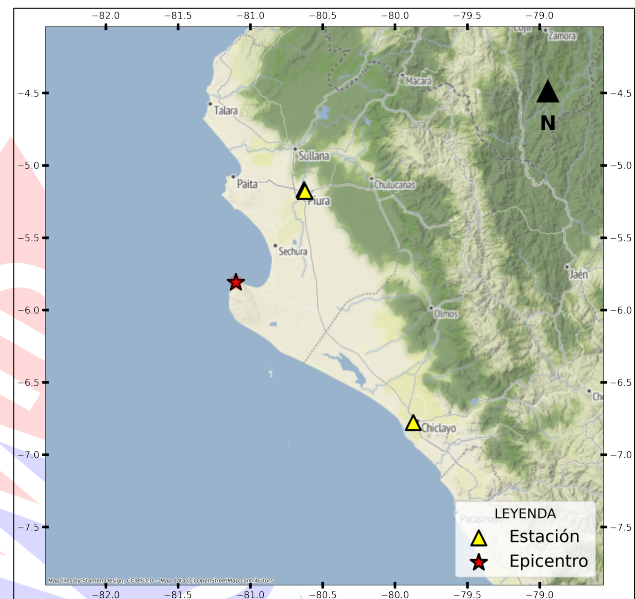 −82.0 −81.5 −81.0 −80.5 −80.0 −79.5 −79.0
Loja
Zamora
Macará
−4.5 −4.5
Talara
N
Sullana
−5.0 −5.0
Paita
Chulucanas
Piura
−5.5 −5.5
Sechura
Jaén
−6.0 −6.0
Olmos
−6.5 −6.5
Chiclayo
−7.0 −7.0
LEYENDA
Pacasmayo
−7.5 −7.5
Estación
Epicentro
−82.0 −81.5 −81.0 −80.5 −80.0 −79.5 −79.0